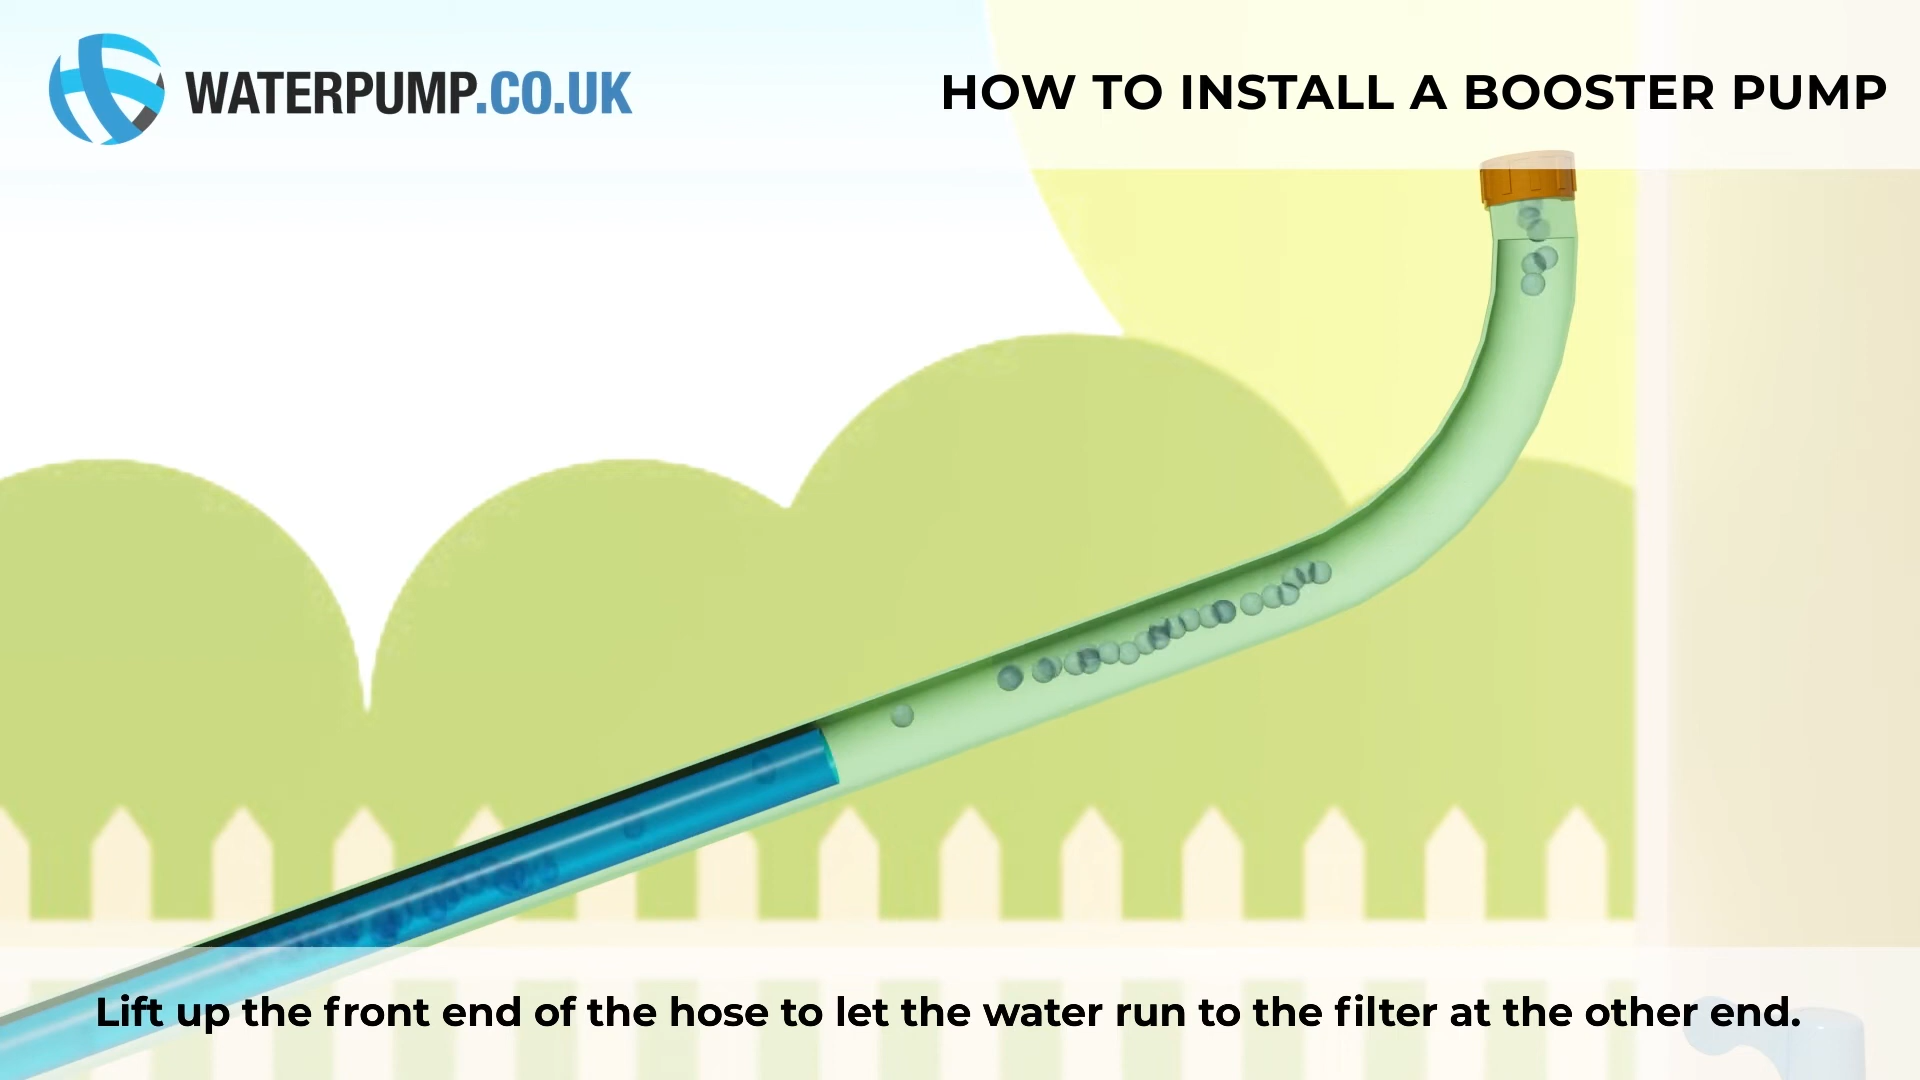 WATERPUMP.CO.UK
HOW TO INSTALL A BOOSTER PUMP
Lift up the front end of the hose to let the water run to the filter at the other end.